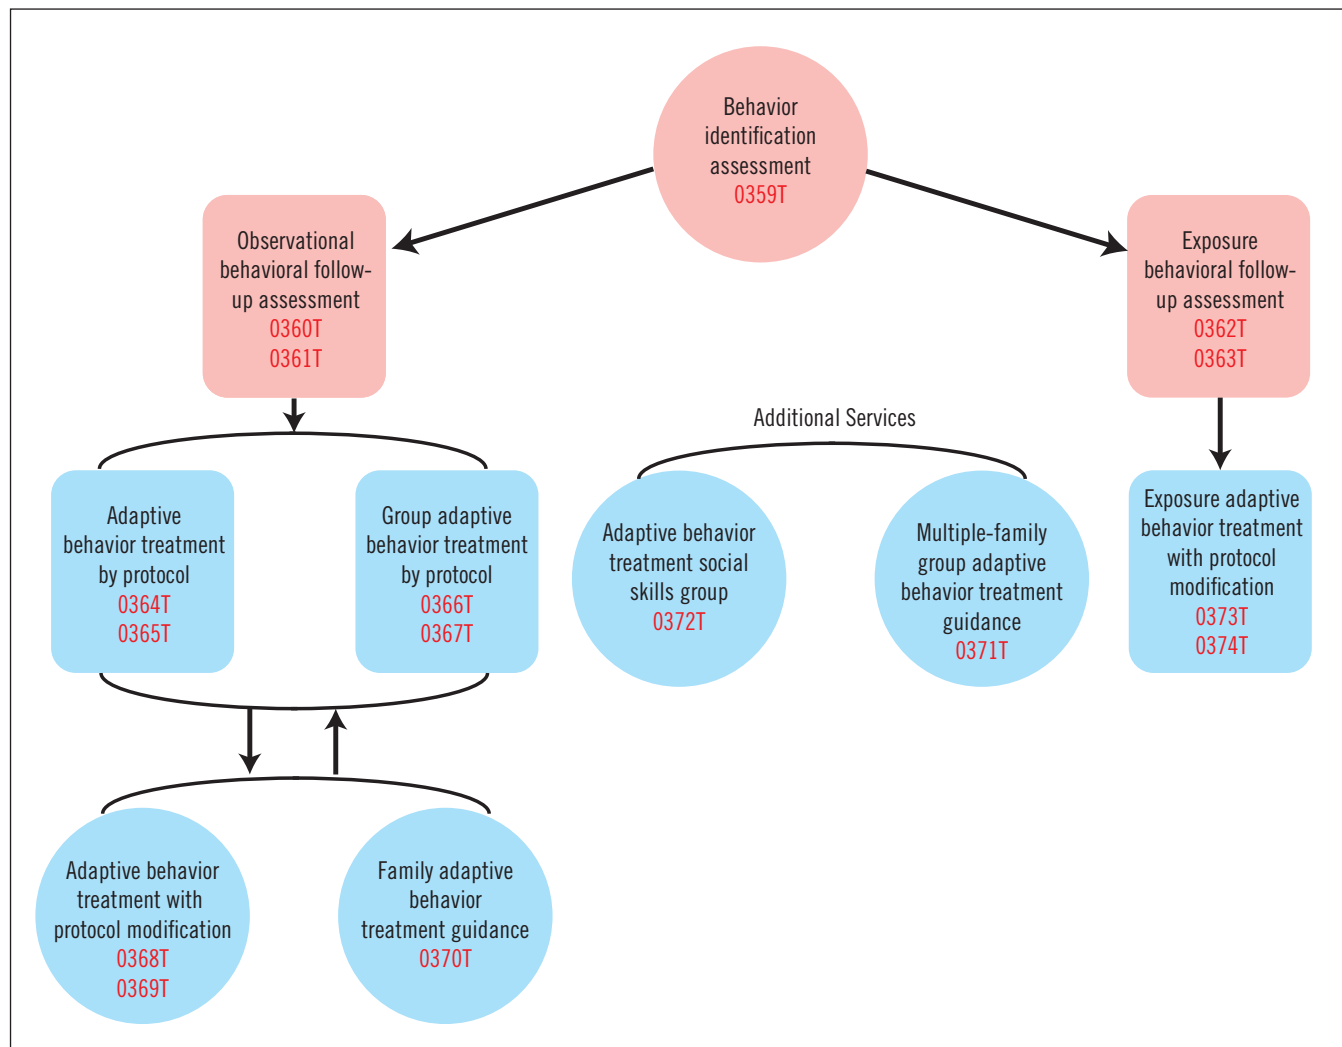 Behavior
identification
assessment
0359T
Observational
behavioral follow-
up assessment
0360T
0361T
Exposure
behavioral follow-
up assessment
0362T
0363T
Additional Services
Adaptive
behavior treatment
by protocol
0364T
0365T
Group adaptive
behavior treatment
by protocol
0366T
0367T
Adaptive behavior
treatment social
skills group
0372T
Multiple-family
group adaptive
behavior treatment
guidance
0371T
Exposure adaptive
behavior treatment
with protocol
modification
0373T
0374T
Adaptive behavior
treatment with
protocol modification
0368T
0369T
Family adaptive
behavior
treatment guidance
0370T